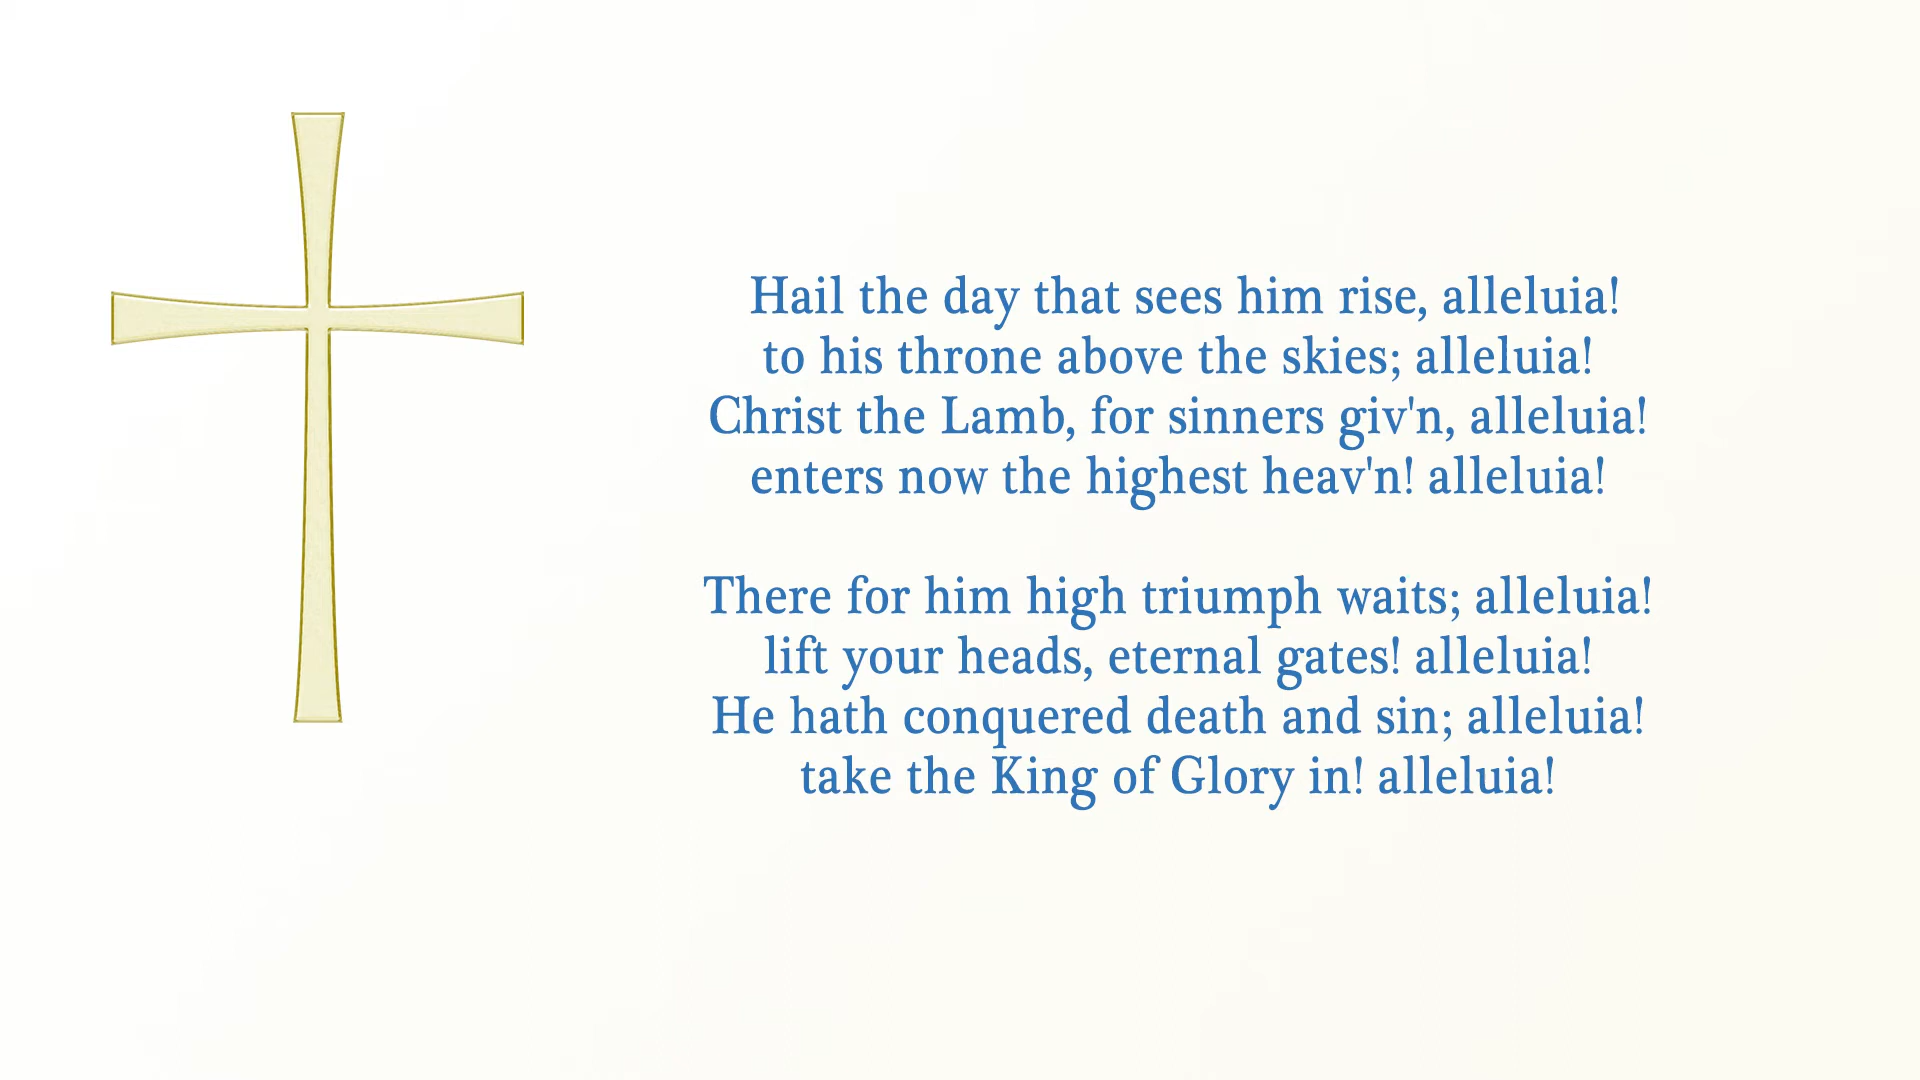 Hail the day that sees him rise, alleluia!
to his throne above the skies; alleluia!
Christ the Lamb, for sinners giv'n, alleluia!
enters now the highest heav'n! alleluia!
There for him high triumph waits; alleluia!
lift your heads, eternal gates! alleluia!
He hath conquered death and sin; alleluia!
take the King of Glory in! alleluia!